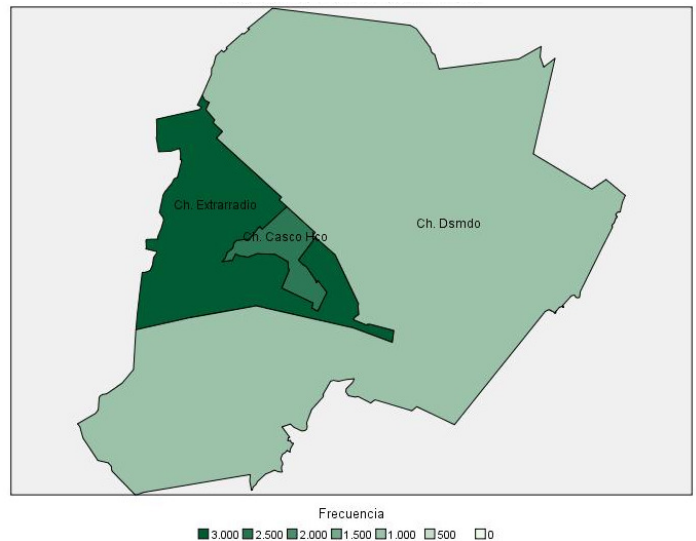 Ch. Extrarradio
Ch. Dsmdo
Ch. Casco Hco
Frecuencia
3.000 2.500 2.000 1.500 1.000 500 0